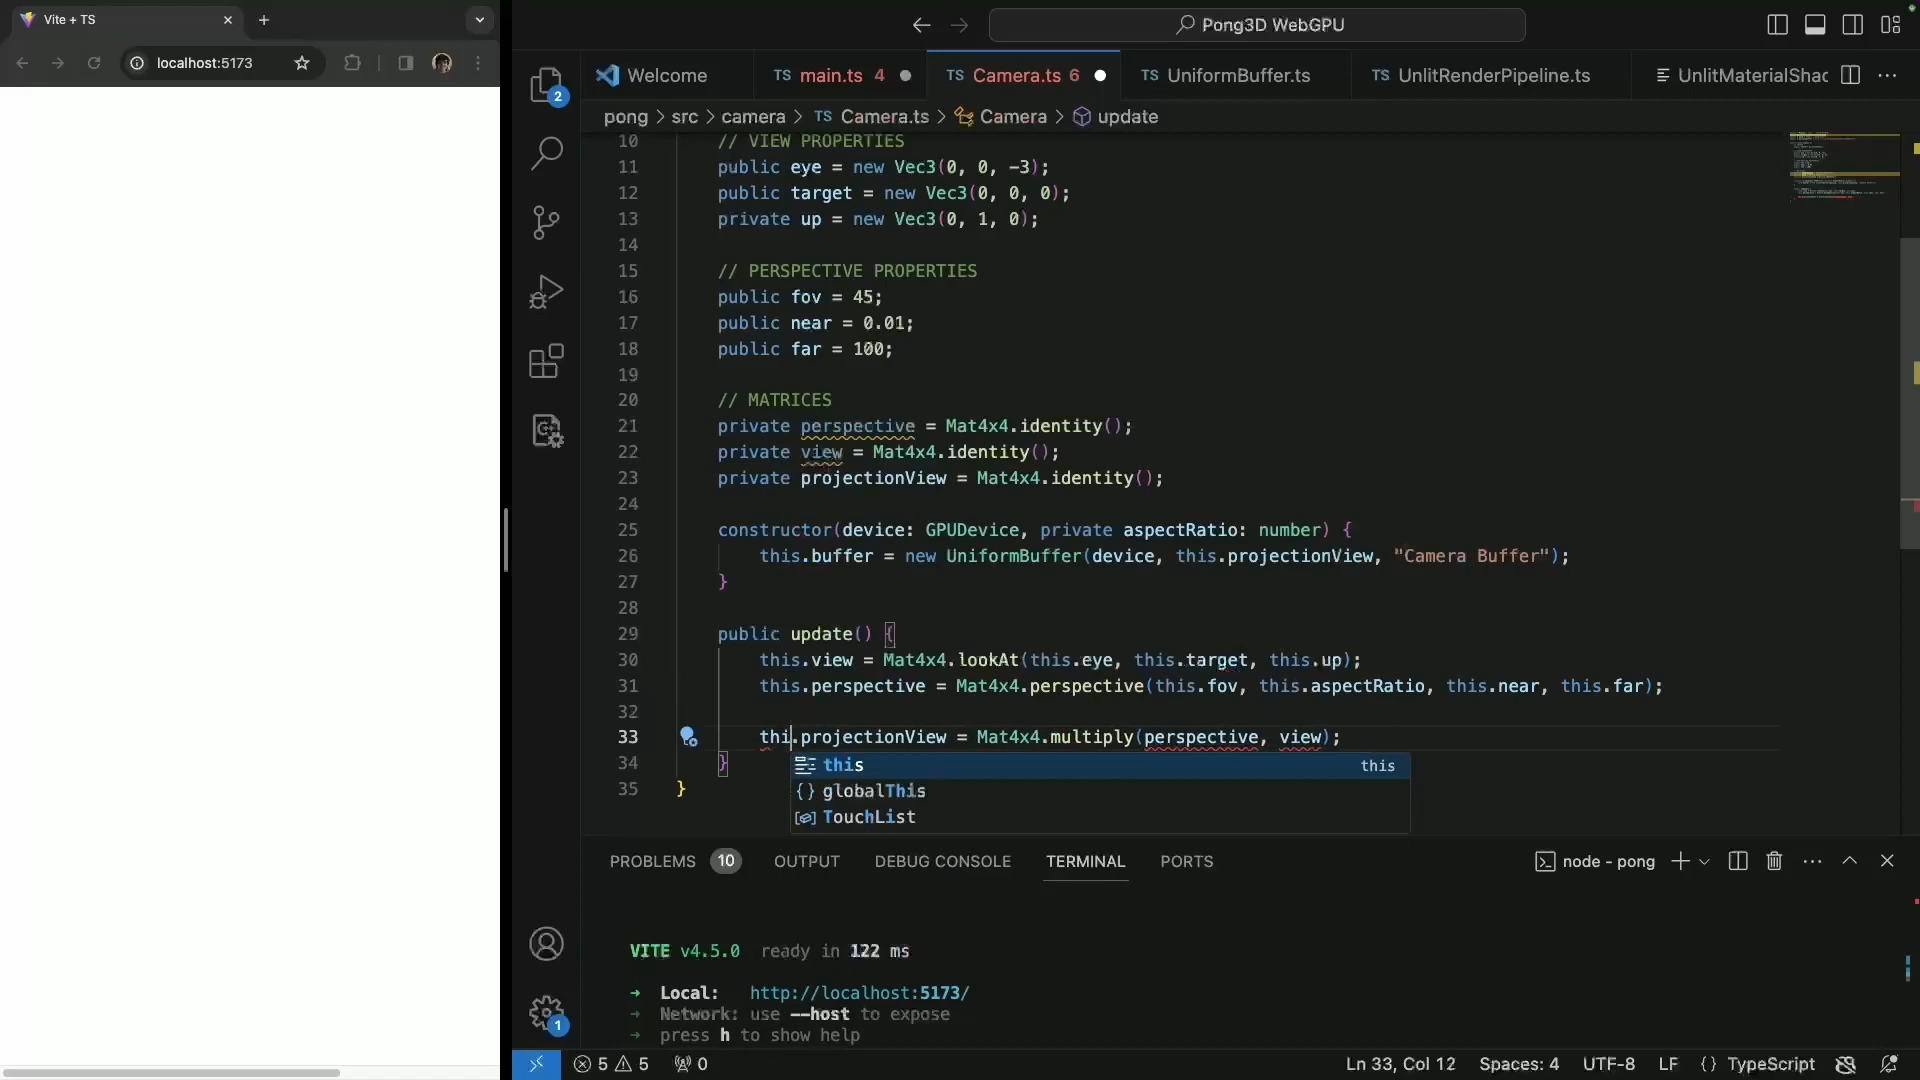 Vite + TS
localhost:5173
Pong3D WebGPU
2
Welcome
TS main.ts 4
TS Camera.ts 6
TS UniformBuffer.ts
TS UnlitRenderPipeline.ts
UnlitMaterialShac
pong > src > camera > TS Camera.ts > Camera > update
10 // VIEW PROPERTIES
11 public eye = new Vec3(0, 0, -3);
12 public target = new Vec3(0, 0, 0);
13 private up = new Vec3(0, 1, 0);
14
15 // PERSPECTIVE PROPERTIES
16 public fov = 45;
17 public near = 0.01;
18 public far = 100;
19
20 // MATRICES
21 private perspective = Mat4x4.identity();
22 private view = Mat4x4.identity();
23 private projectionView = Mat4x4.identity();
24
25 constructor(device: GPUDevice, private aspectRatio: number) {
26 this.buffer = new UniformBuffer(device, this.projectionView, "Camera Buffer");
27 }
28
29 public update() {
30 this.view = Mat4x4.lookAt(this.eye, this.target, this.up);
31 this.perspective = Mat4x4.perspective(this.fov, this.aspectRatio, this.near, this.far);
32
33 thi.projectionView = Mat4x4.multiply(perspective, view);
34 }
this this
35 }
{} globalThis
TouchList
PROBLEMS 10 OUTPUT DEBUG CONSOLE TERMINAL PORTS
node - pong
VITE v4.5.0 ready in 122 ms
➜ Local: http://localhost:5173/
➜ Network: use --host to expose
➜ press h to show help
1
5 5 0
Ln 33, Col 12 Spaces: 4 UTF-8 LF {} TypeScript